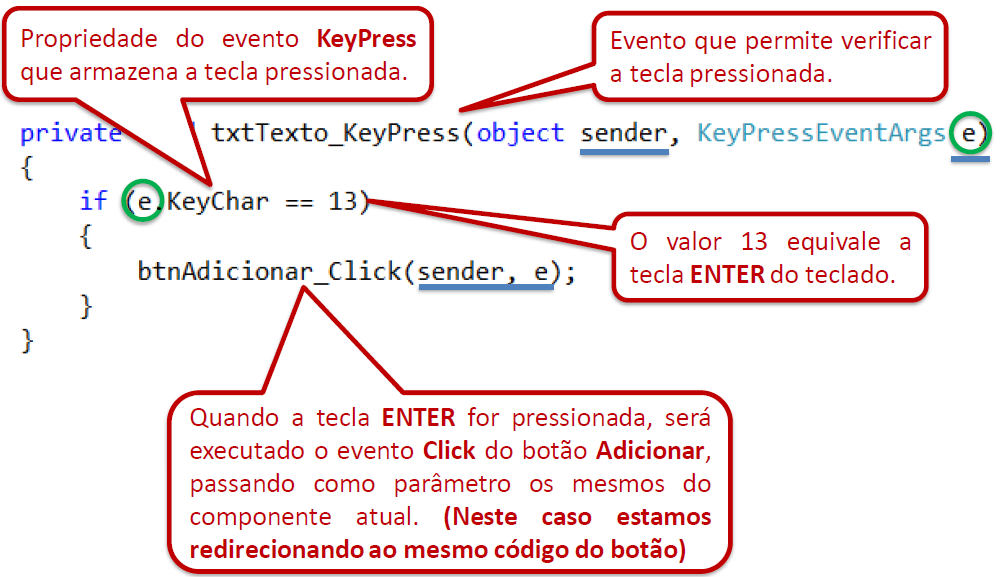 Propriedade do evento KeyPress
que armazena a tecla pressionada.
Evento que permite verificar
a tecla pressionada.
private txtTexto_KeyPress(object sender, KeyPressEventArgs e)
{
if (e.KeyChar == 13)
{
O valor 13 equivale a
tecla ENTER do teclado.
btnAdicionar_Click(sender, e);
}
}
Quando a tecla ENTER for pressionada, será
executado o evento Click do botão Adicionar,
passando como parâmetro os mesmos do
componente atual. (Neste caso estamos
redirecionando ao mesmo código do botão)